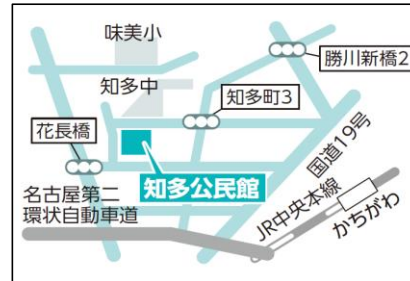 味美小
勝川新橋2
知多中
知多町3
花長橋
国道19号
知多公民館
名古屋第二
環状自動車道
JR中央本線
かちがわ